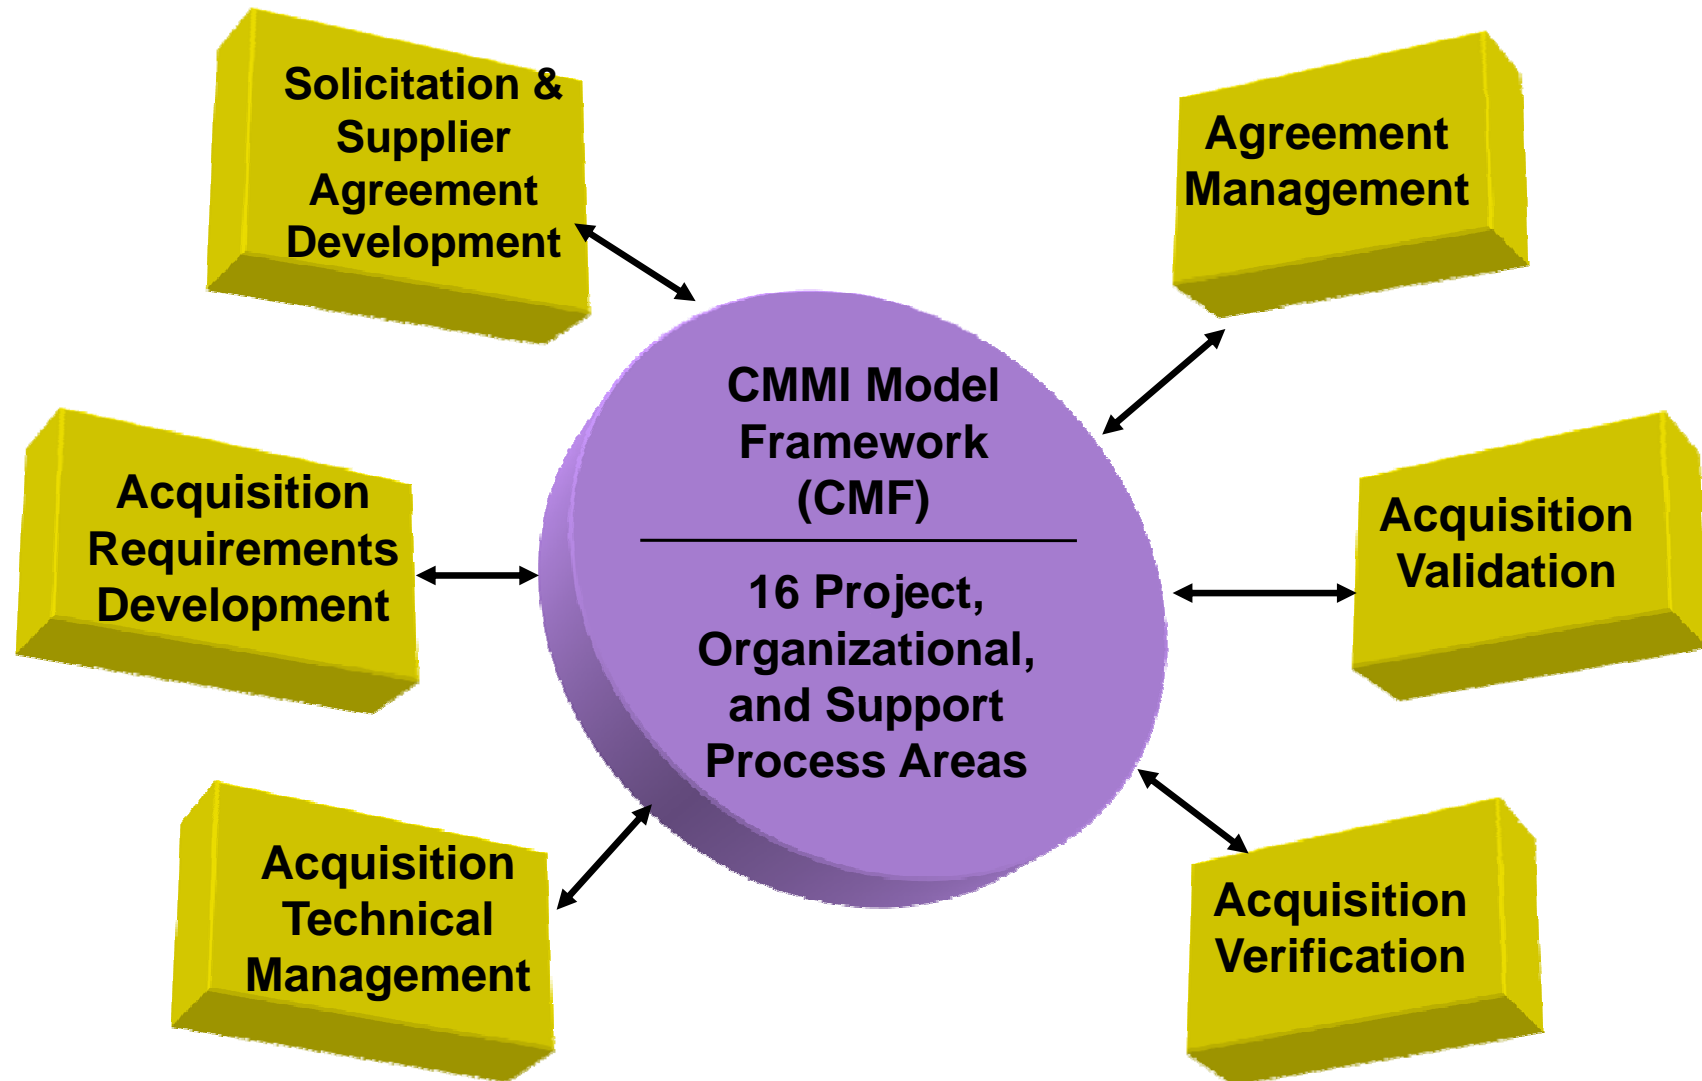 Solicitation &
Supplier
Agreement
Development
Agreement
Management
CMMI Model
Framework
(CMF)
16 Project,
Organizational,
and Support
Process Areas
Acquisition
Requirements
Development
Acquisition
Validation
Acquisition
Technical
Management
Acquisition
Verification